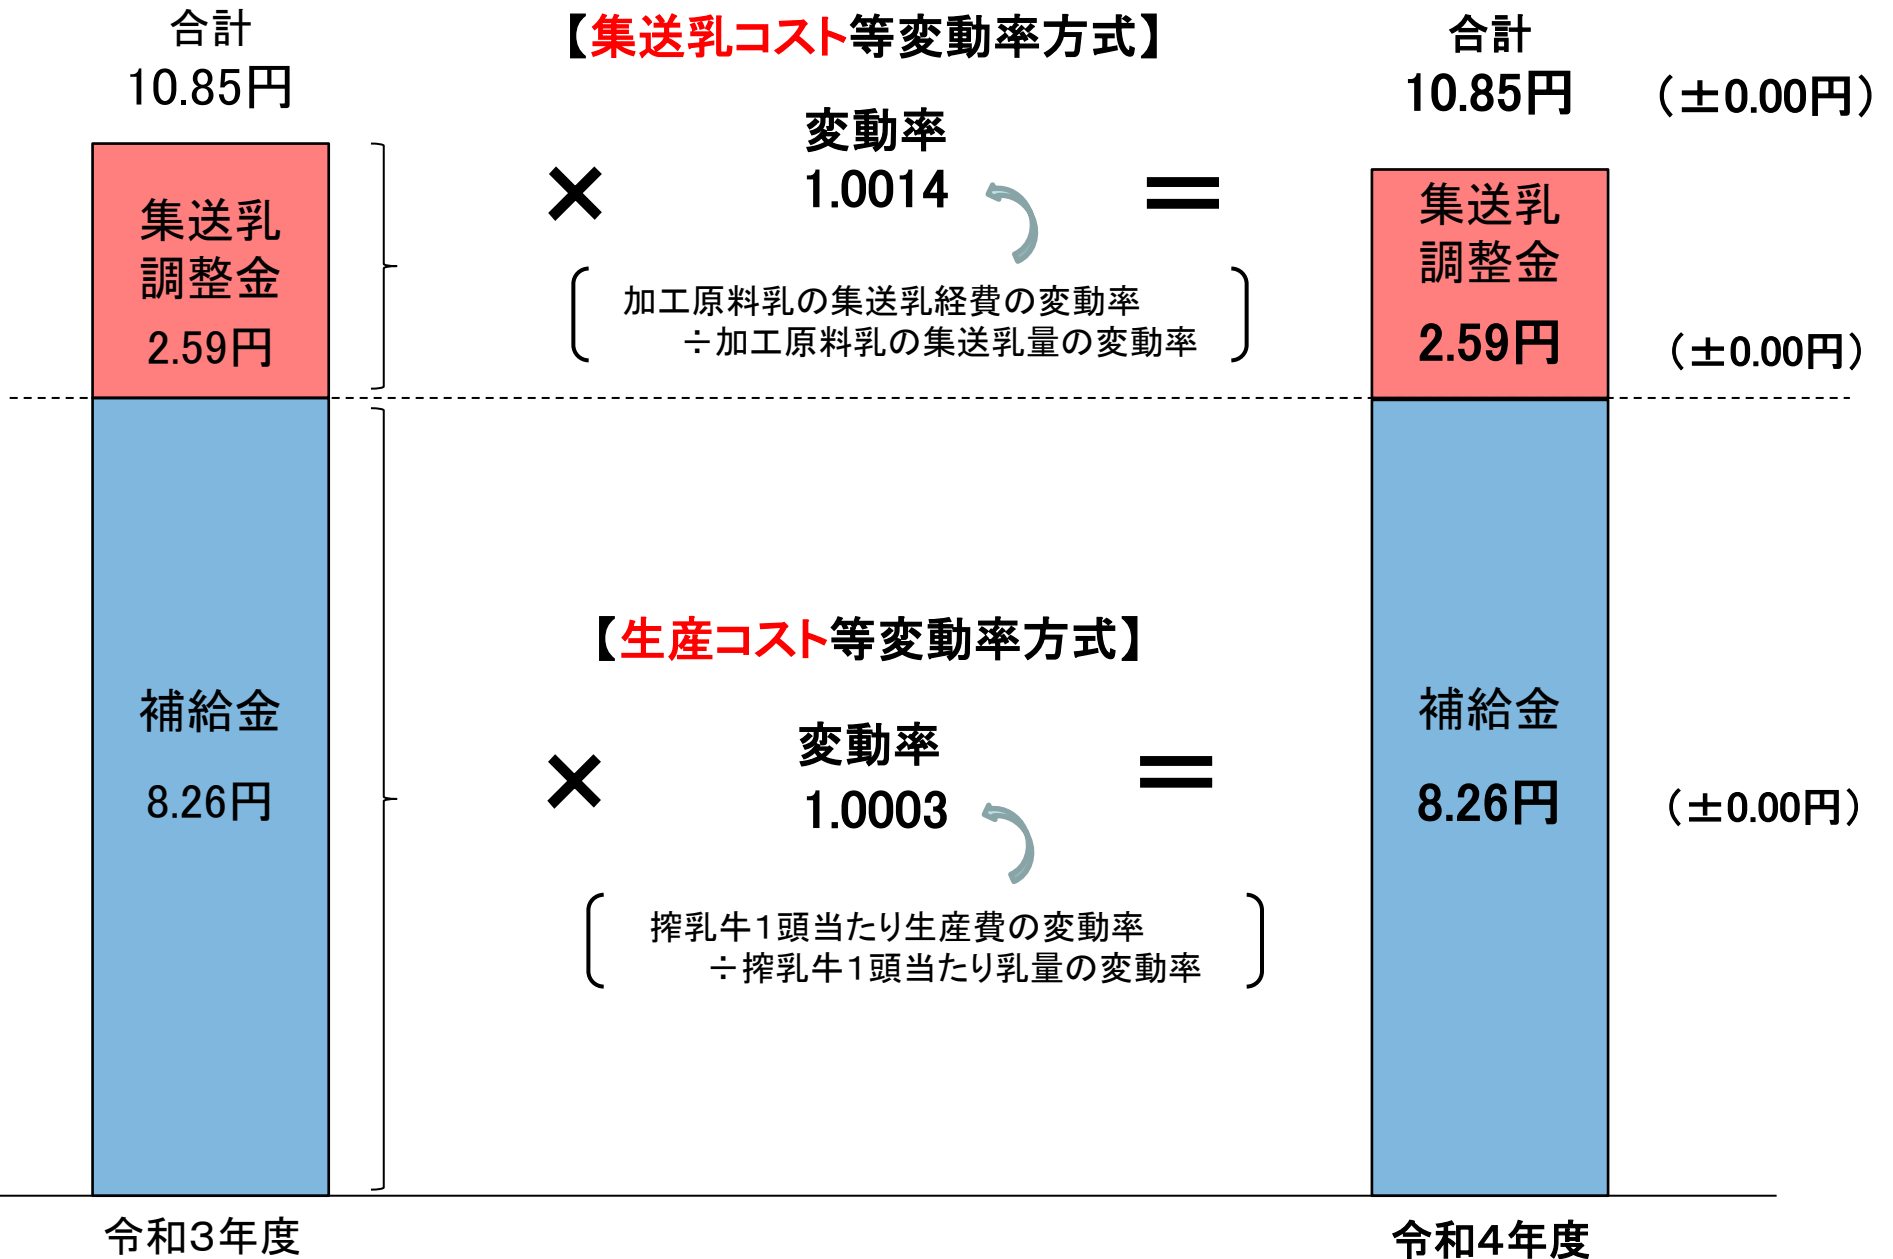 合計
10.85円
集送乳
調整金
2.59円
補給金
8.26円
令和3年度
【集送乳コスト等変動率方式】
×
変動率
1.0014
＝
加工原料乳の集送乳経費の変動率
÷加工原料乳の集送乳量の変動率
【生産コスト等変動率方式】
×
変動率
1.0003
＝
搾乳牛1頭当たり生産費の変動率
÷搾乳牛1頭当たり乳量の変動率
合計
10.85円 （±0.00円）
集送乳
調整金
2.59円 （±0.00円）
補給金
8.26円 （±0.00円）
令和4年度